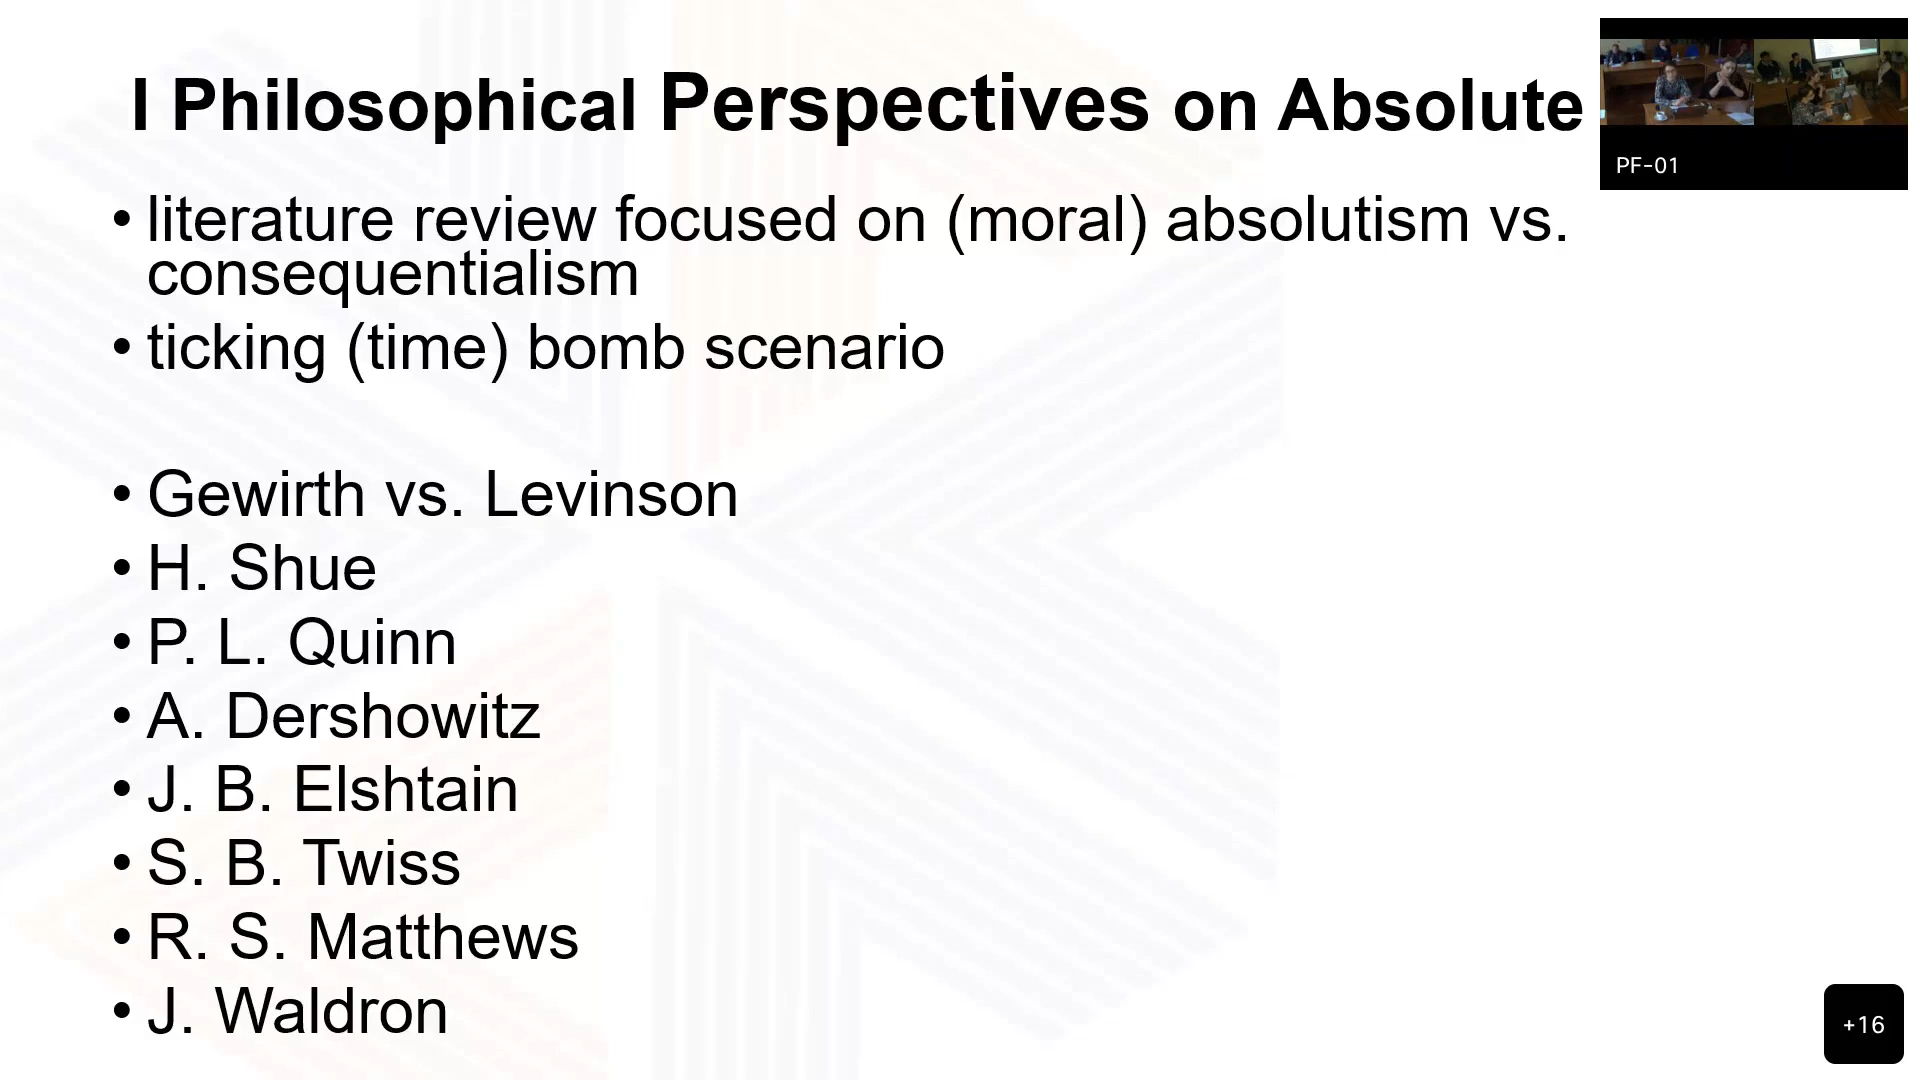 I Philosophical Perspectives on Absolute
• literature review focused on (moral) absolutism vs.
consequentialism
• ticking (time) bomb scenario
• Gewirth vs. Levinson
• H. Shue
• P. L. Quinn
• A. Dershowitz
• J. B. Elshtain
• S. B. Twiss
• R. S. Matthews
• J. Waldron
PF-01
+16